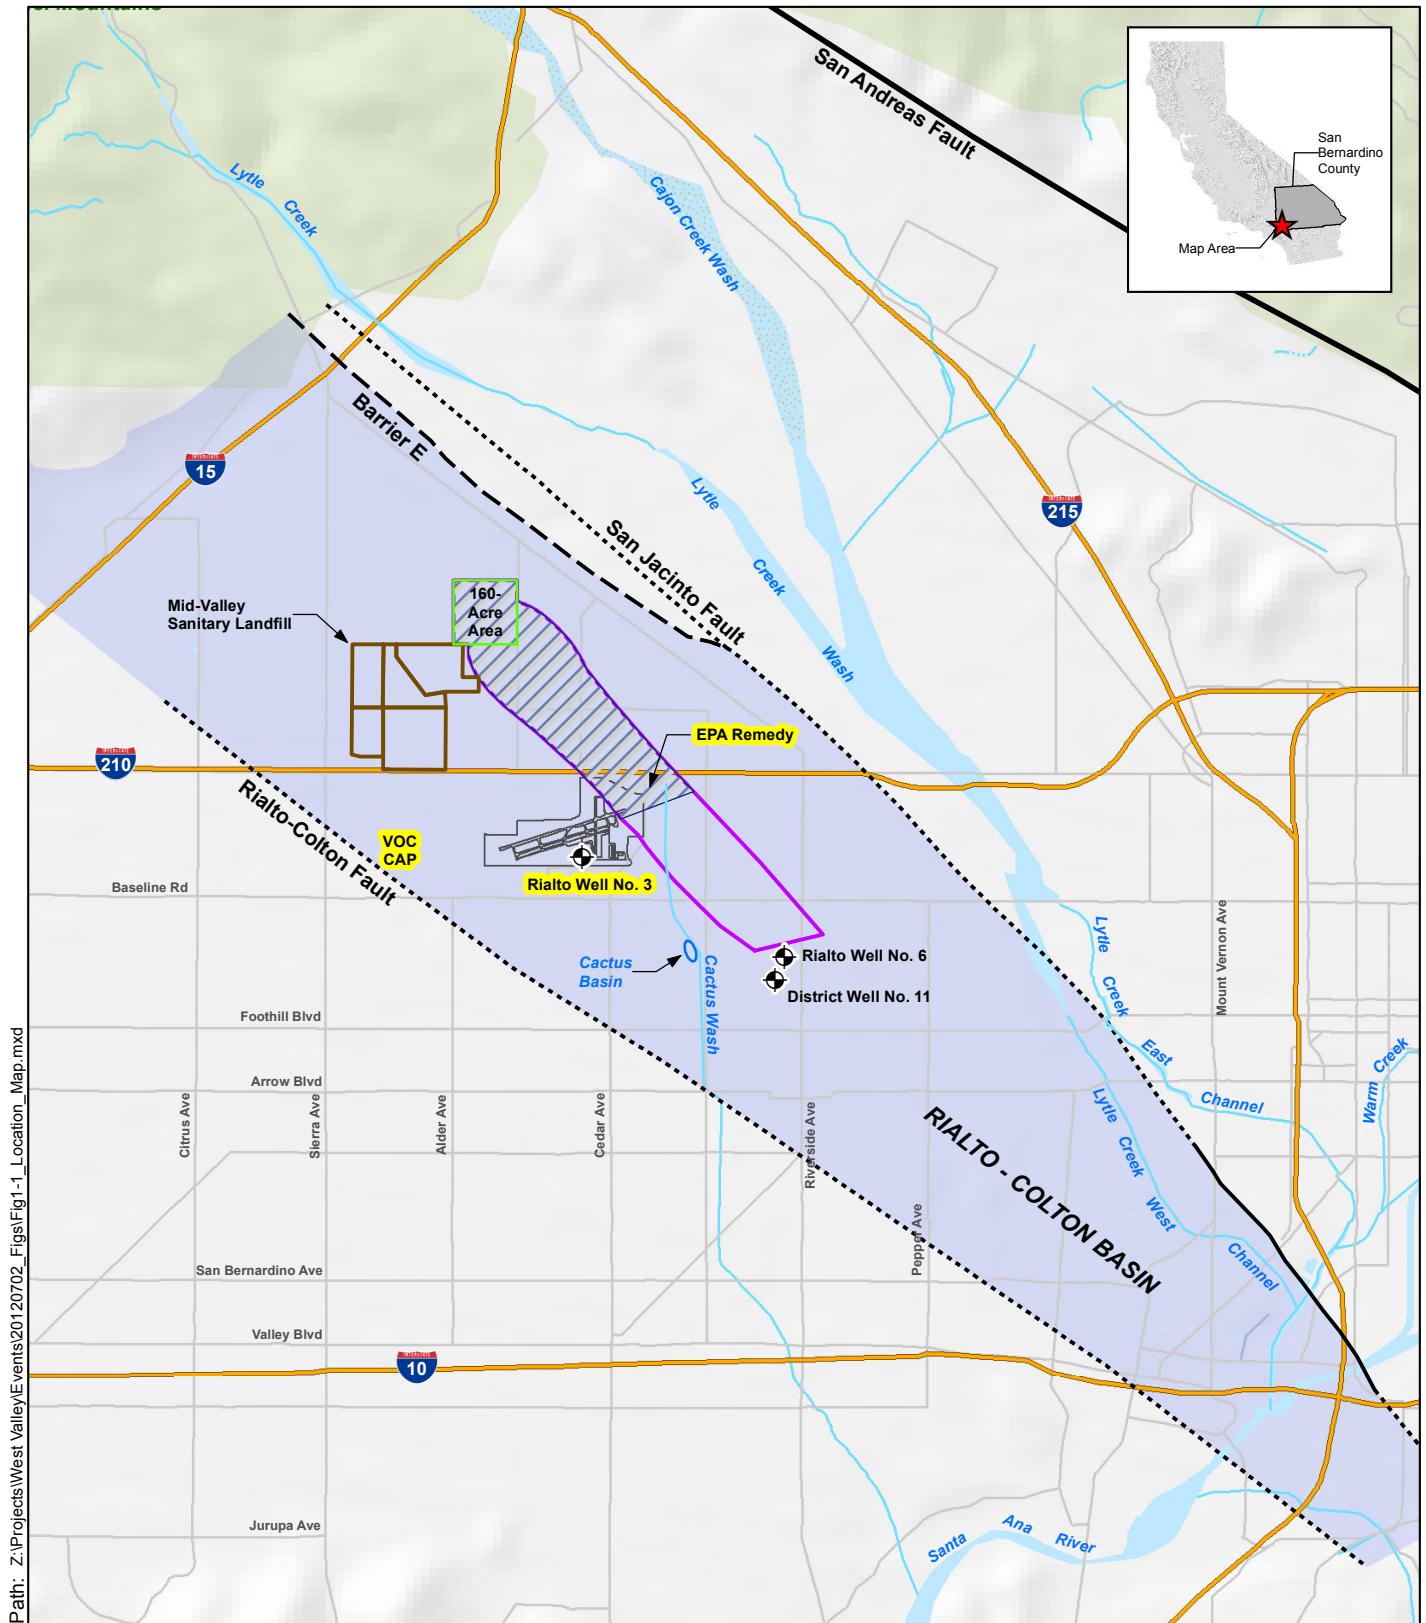 San Andreas Fault
San
Bernardino
County
Map Area
Lytle
Creek
Cajon Creek Wash
Barrier E
INTERSTATE
15
Lytle
Creek
Wash
San Jacinto Fault
INTERSTATE
215
160-
Acre
Area
Mid-Valley
Sanitary Landfill
EPA Remedy
INTERSTATE
210
Rialto-Colton Fault
VOC
CAP
Rialto Well No. 3
Baseline Rd
Cactus
Basin
Cactus Wash
Rialto Well No. 6
District Well No. 11
Mount Vernon Ave
Lytle
Creek
East
Channel
Warm Creek
Foothill Blvd
Arrow Blvd
Citrus Ave
Sierra Ave
Alder Ave
Cedar Ave
Riverside Ave
Pepper Ave
Lytle
Creek
West
Channel
RIALTO - COLTON BASIN
San Bernardino Ave
Valley Blvd
INTERSTATE
10
Jurupa Ave
Santa
Ana
River
Path: Z:\Projects\West Valley\Events\20120702_Figs\Fig1-1_Location_Map.mxd